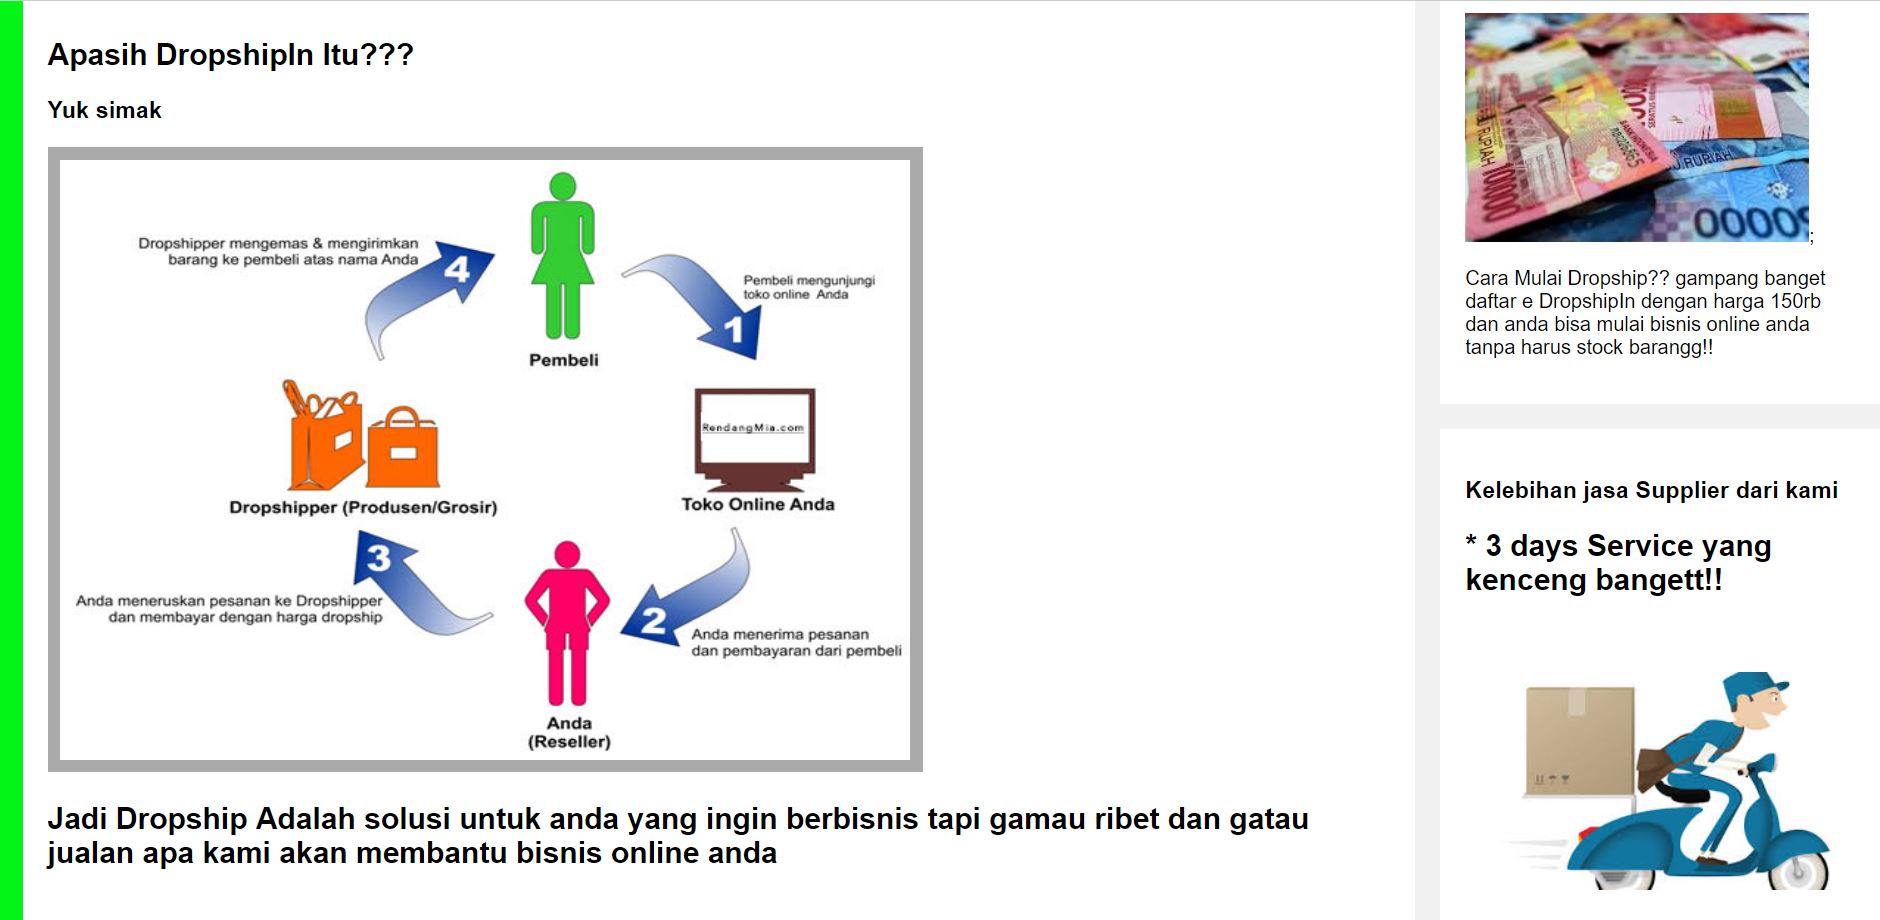 Apasih DropshipIn Itu???
Yuk simak
Dropshipper mengemas & mengirimkan
barang ke pembeli atas nama Anda
4
Pembeli mengunjungi
toko online Anda
1
Pembeli
RendangMia.com
Dropshipper (Produsen/Grosir)
Toko Online Anda
3
Anda meneruskan pesanan ke Dropshipper
dan membayar dengan harga dropship
2
Anda menerima pesanan
dan pembayaran dari pembeli
Anda
(Reseller)
Jadi Dropship Adalah solusi untuk anda yang ingin berbisnis tapi gamau ribet dan gatau
jualan apa kami akan membantu bisnis online anda
;
Cara Mulai Dropship?? gampang banget
daftar e DropshipIn dengan harga 150rb
dan anda bisa mulai bisnis online anda
tanpa harus stock barangg!!
Kelebihan jasa Supplier dari kami
* 3 days Service yang
kenceng bangett!!